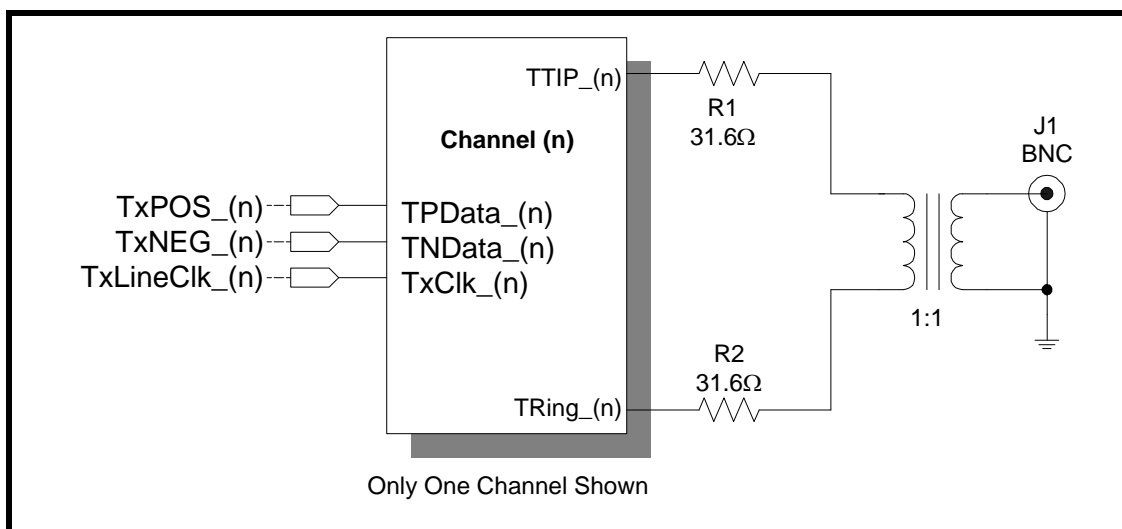 TTIP_(n)
R1
31.6Ω
Channel (n)
J1
BNC
TxPOS_(n)
TPData_(n)
TxNEG_(n)
TNData_(n)
TxLineClk_(n)
TxClk_(n)
1:1
R2
31.6Ω
TRing_(n)
Only One Channel Shown